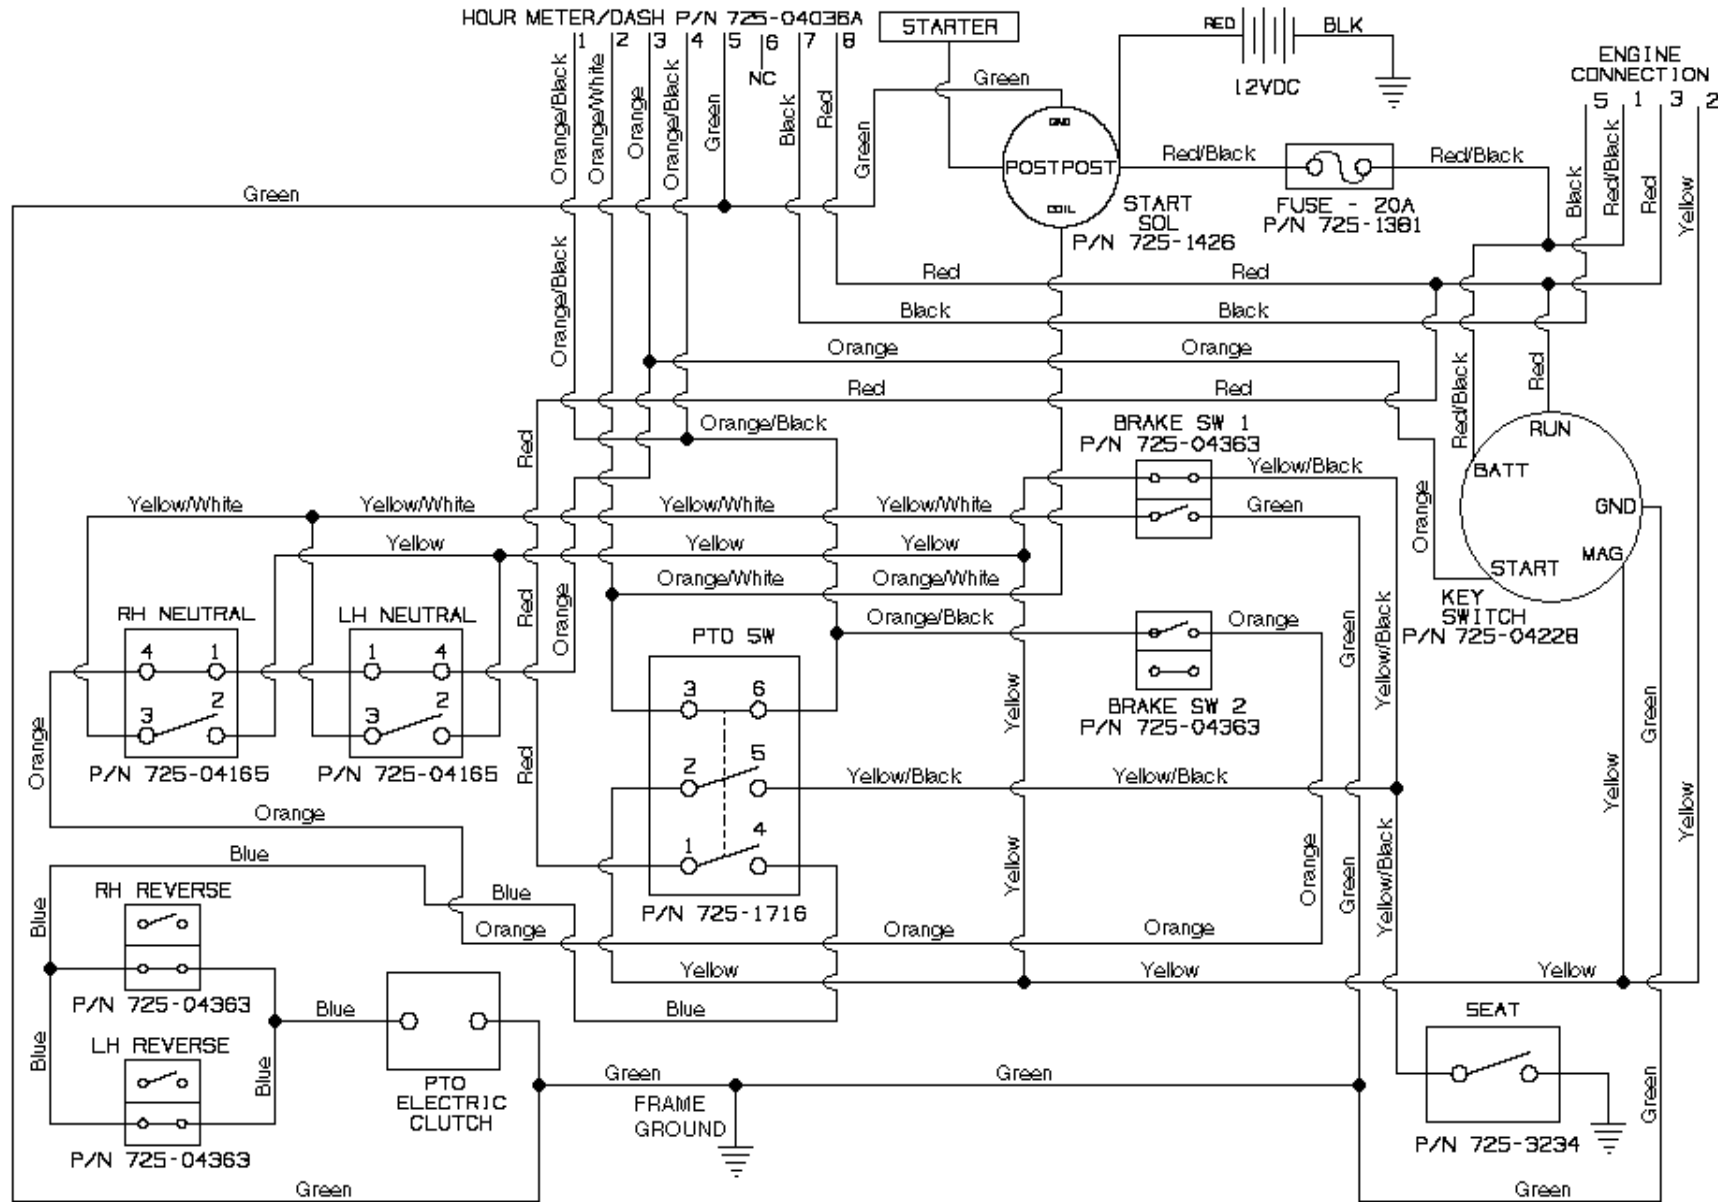 HOUR METER/DASH P/N 725-04036A
1 2 3 4 5 6 7 8
NC
STARTER
RED
BLK
12VDC
ENGINE
CONNECTION
5 1 3 2
Orange/Black
Orange/White
Orange
Orange/Black
Green
Black
Red
Green
Green
GND
POST POST
COIL
START
SOL
P/N 725-1426
Red/Black
Red/Black
FUSE - 20A
P/N 725-1381
Black
Red/Black
Red
Yellow
Green
Orange/Black
Red
Red
Black
Black
Orange
Orange
Red
Red
Red/Black
Red
Orange/Black
Red
BRAKE SW 1
P/N 725-04363
Yellow/Black
Green
RUN
BATT
GND
MAG
START
KEY
SWITCH
P/N 725-04228
Orange
Yellow/White
Yellow/White
Yellow/White
Yellow/White
Yellow
Yellow
Yellow
Orange/White
Orange/White
Orange/Black
Orange
RH NEUTRAL
4 1
3 2
P/N 725-04165
LH NEUTRAL
1 4
3 2
P/N 725-04165
Red
Orange
PTO SW
3 6
2 5
1 4
P/N 725-1716
BRAKE SW 2
P/N 725-04363
Green
Yellow/Black
Yellow
Green
Orange
Red
Yellow/Black
Yellow/Black
Yellow
Yellow
Orange
Blue
Blue
RH REVERSE
P/N 725-04363
Blue
Yellow
Orange
Green
Yellow/Black
Orange
Orange
Orange
Yellow
Yellow
Yellow
Blue
Blue
LH REVERSE
P/N 725-04363
Blue
Blue
PTO
ELECTRIC
CLUTCH
Green
Green
FRAME
GROUND
SEAT
P/N 725-3234
Green
Green
Green